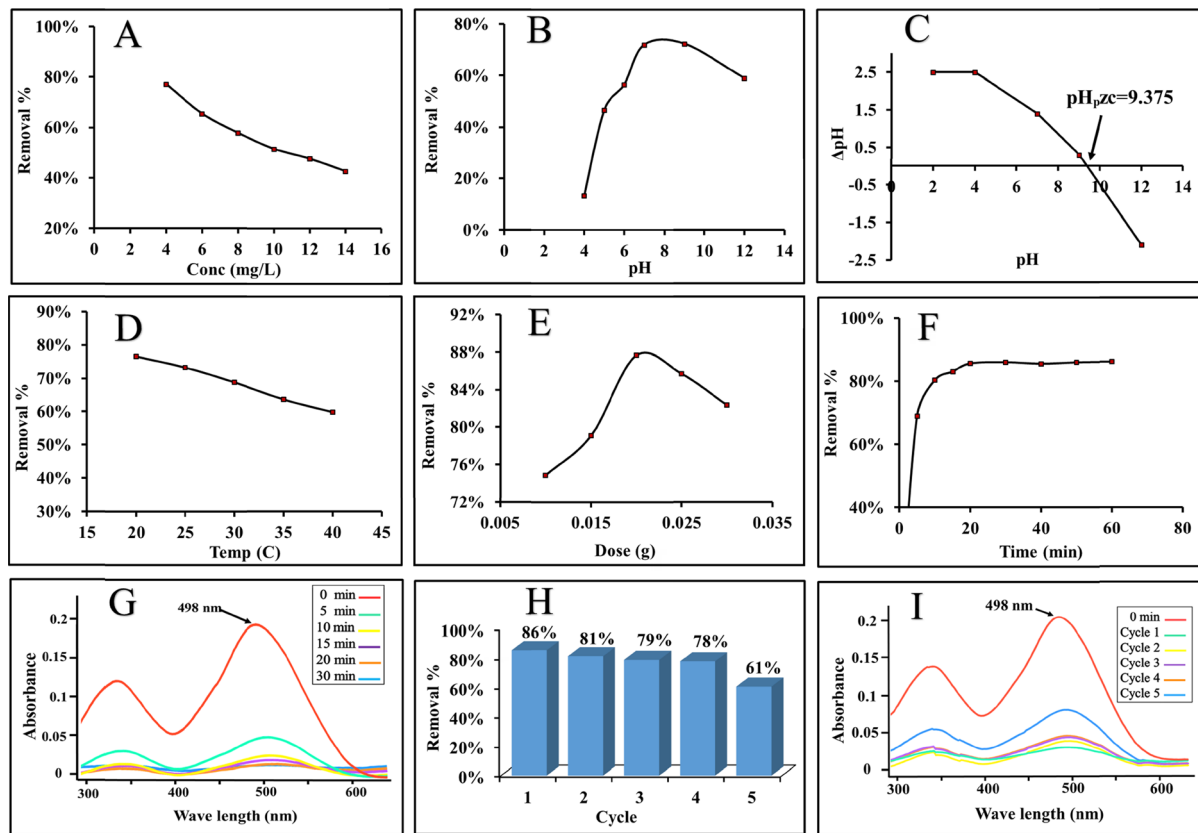 A
Removal %
100%
80%
60%
40%
20%
0 2 4 6 8 10 12 14 16
Conc (mg/L)
B
Removal %
80%
60%
40%
20%
0%
0 2 4 6 8 10 12 14
pH
C
ΔpH
2.5
1.5
0.5
-0.5
-1.5
-2.5
0 2 4 6 8 10 12 14
pHpzc=9.375
pH
D
Removal %
90%
80%
70%
60%
50%
40%
30%
15 20 25 30 35 40 45
Temp (C)
E
Removal %
92%
88%
84%
80%
76%
72%
0.005 0.015 0.025 0.035
Dose (g)
F
Removal %
100%
80%
60%
40%
0 20 40 60 80
Time (min)
G
498 nm
0 min
5 min
10 min
15 min
20 min
30 min
Absorbance
0.2
0.15
0.1
0.05
0
300 400 500 600
Wave length (nm)
H
Removal %
100%
80%
60%
40%
20%
0%
86% 81% 79% 78% 61%
1 2 3 4 5
Cycle
I
498 nm
0 min
Cycle 1
Cycle 2
Cycle 3
Cycle 4
Cycle 5
Absorbance
0.2
0.15
0.1
0.05
0
300 400 500 600
Wave length (nm)